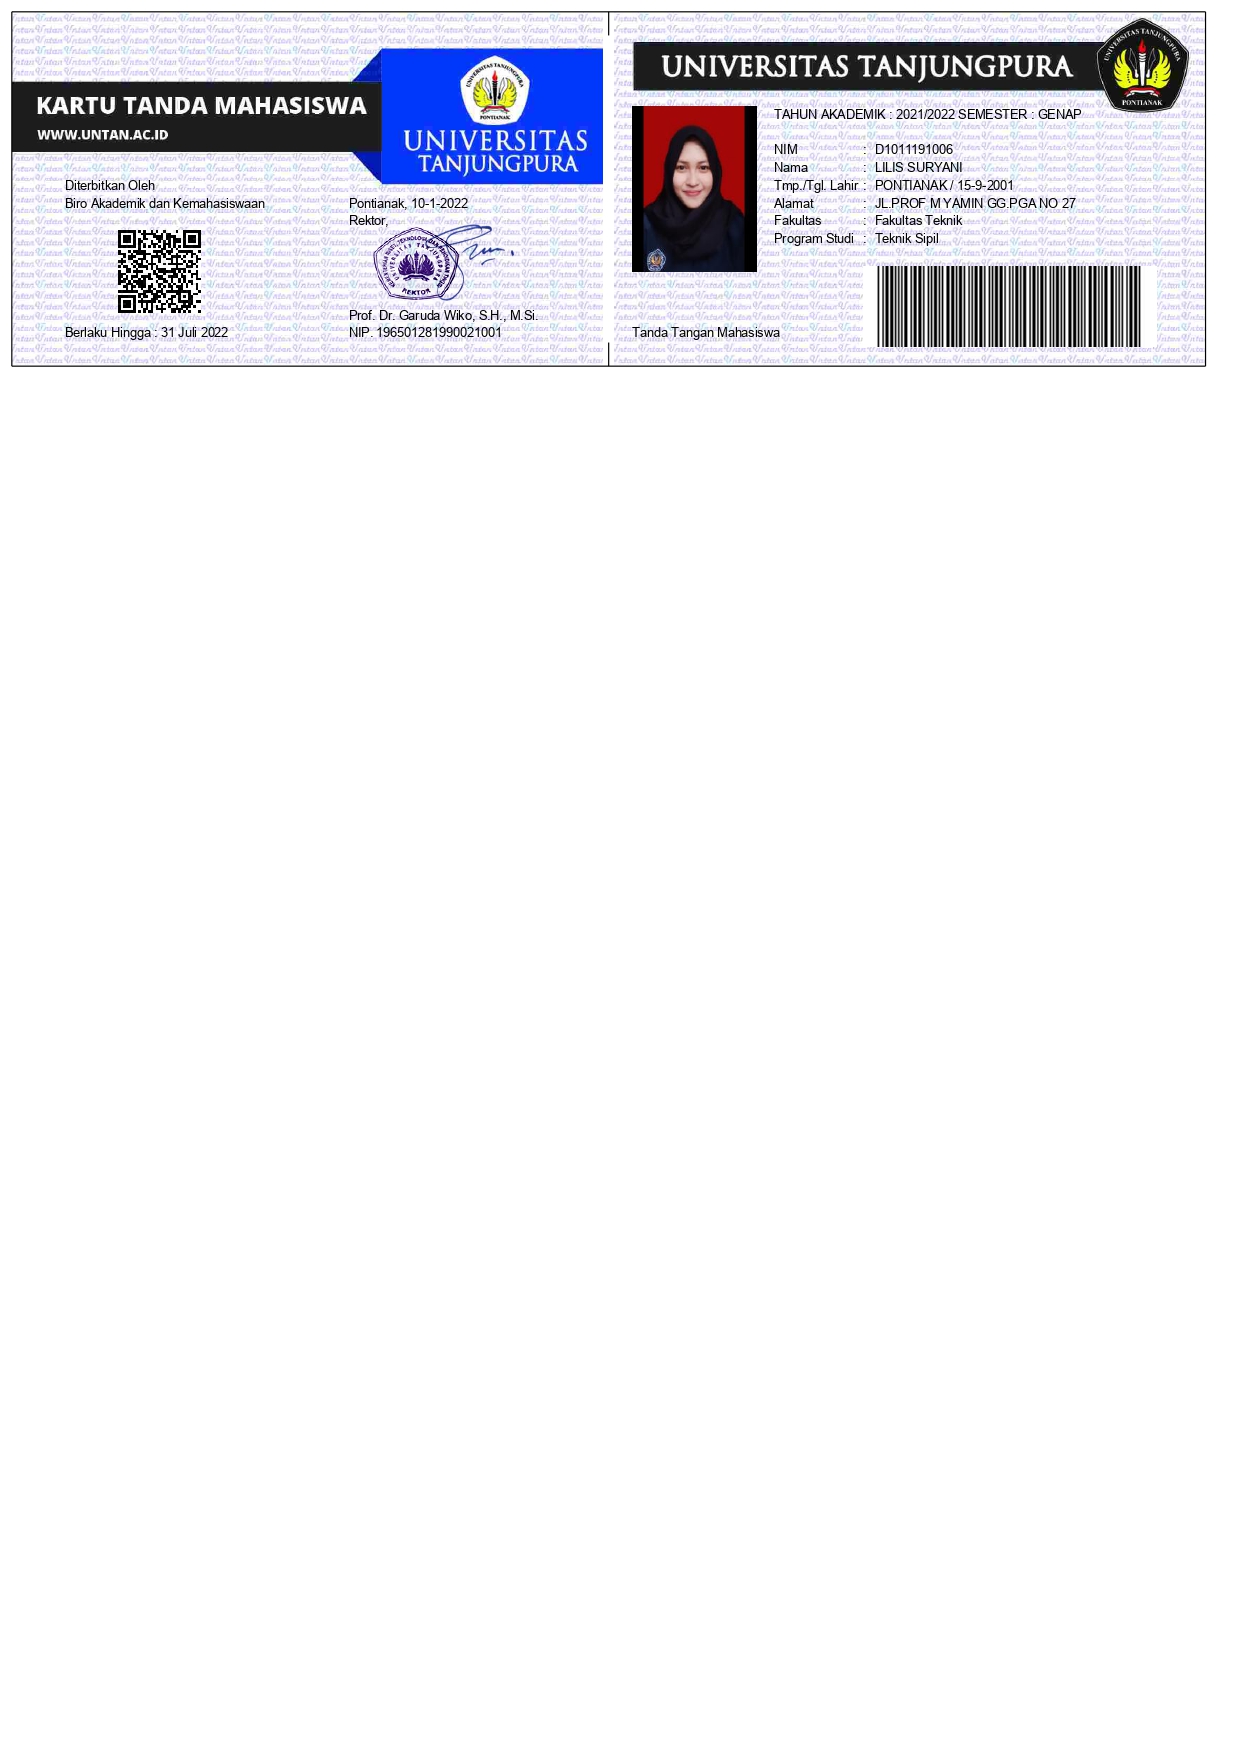 KARTU TANDA MAHASISWA
WWW.UNTAN.AC.ID
UNIVERSITAS TANJUNGPURA
PONTIANAK
UNIVERSITAS
TANJUNGPURA
Diterbitkan Oleh
Biro Akademik dan Kemahasiswaan
Berlaku Hingga : 31 Juli 2022
Pontianak, 10-1-2022
Rektor,
REKTOR
Prof. Dr. Garuda Wiko, S.H., M.Si.
NIP. 196501281990021001
UNIVERSITAS TANJUNGPURA
UNIVERSITAS TANJUNGPURA
PONTIANAK
TAHUN AKADEMIK : 2021/2022 SEMESTER : GENAP
NIM : D1011191006
Nama : LILIS SURYANI
Tmp./Tgl. Lahir : PONTIANAK / 15-9-2001
Alamat : JL.PROF M YAMIN GG.PGA NO 27
Fakultas : Fakultas Teknik
Program Studi : Teknik Sipil
Tanda Tangan Mahasiswa